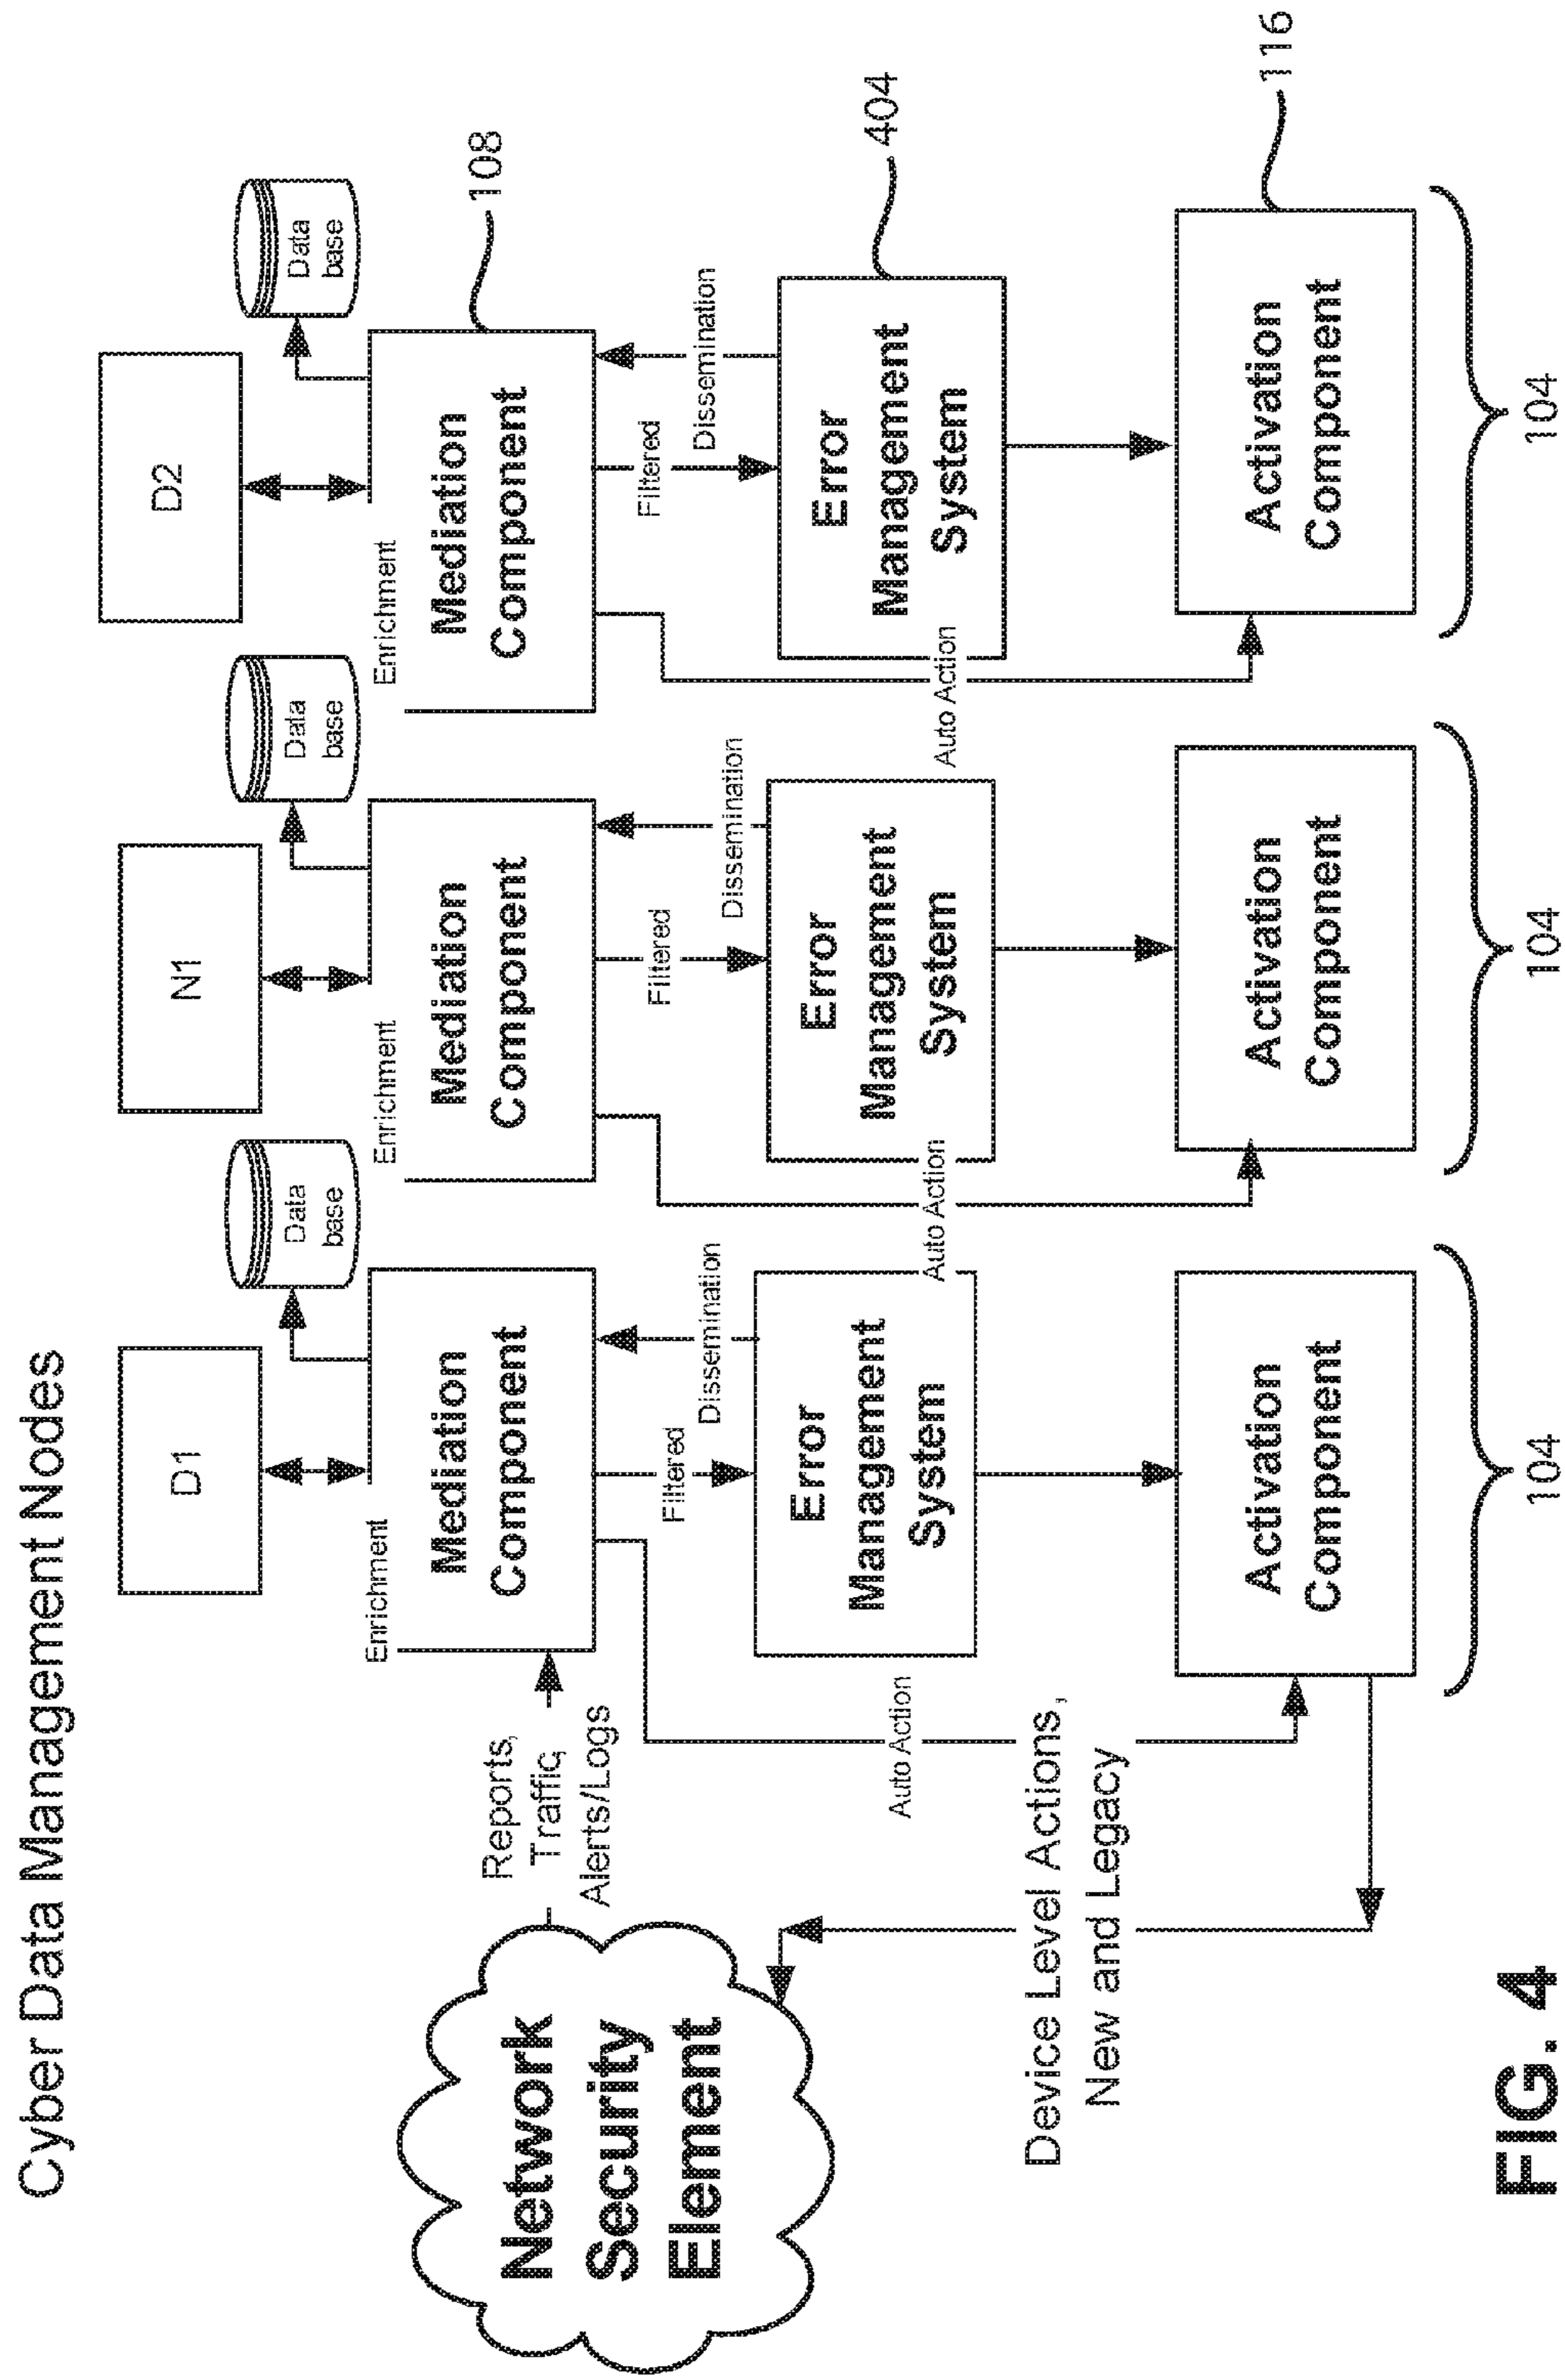 Cyber Data Management Nodes
D1
N1
D2
Data
base
Data
base
Data
base
Enrichment
Mediation
Component
Enrichment
Mediation
Component
Enrichment
Mediation
Component
108
Reports,
Traffic,
Alerts/Logs
Network
Security
Element
Filtered
Dissemination
Filtered
Dissemination
Filtered
Dissemination
Error
Management
System
Error
Management
System
Error
Management
System
404
Auto Action
Auto Action
Auto Action
Device Level Actions,
New and Legacy
Activation
Component
Activation
Component
Activation
Component
116
104
104
104
FIG. 4